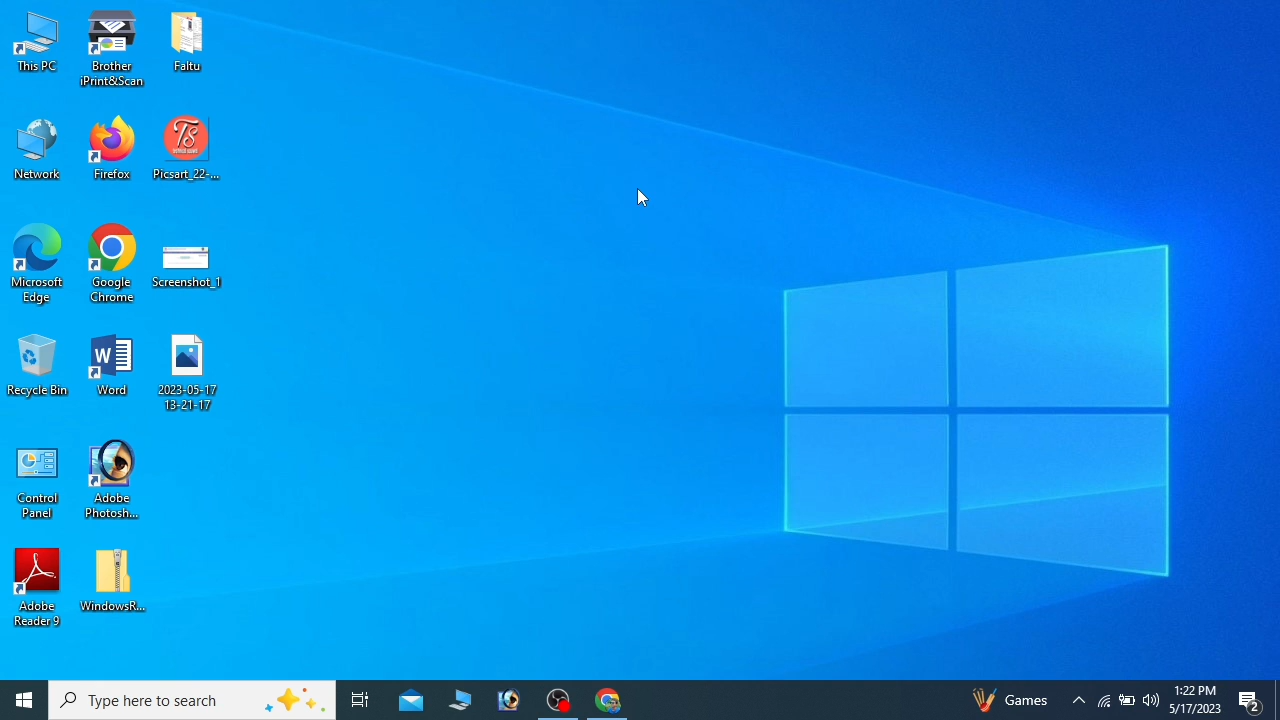 This PC
Brother
iPrint&Scan
Faltu
Network
Firefox
Picsart_22-...
Microsoft
Edge
Google
Chrome
Screenshot_1
Recycle Bin
Word
2023-05-17
13-21-17
Control
Panel
Adobe
Photosh...
Adobe
Reader 9
WindowsR...
Type here to search
Games
1:22 PM
5/17/2023
2